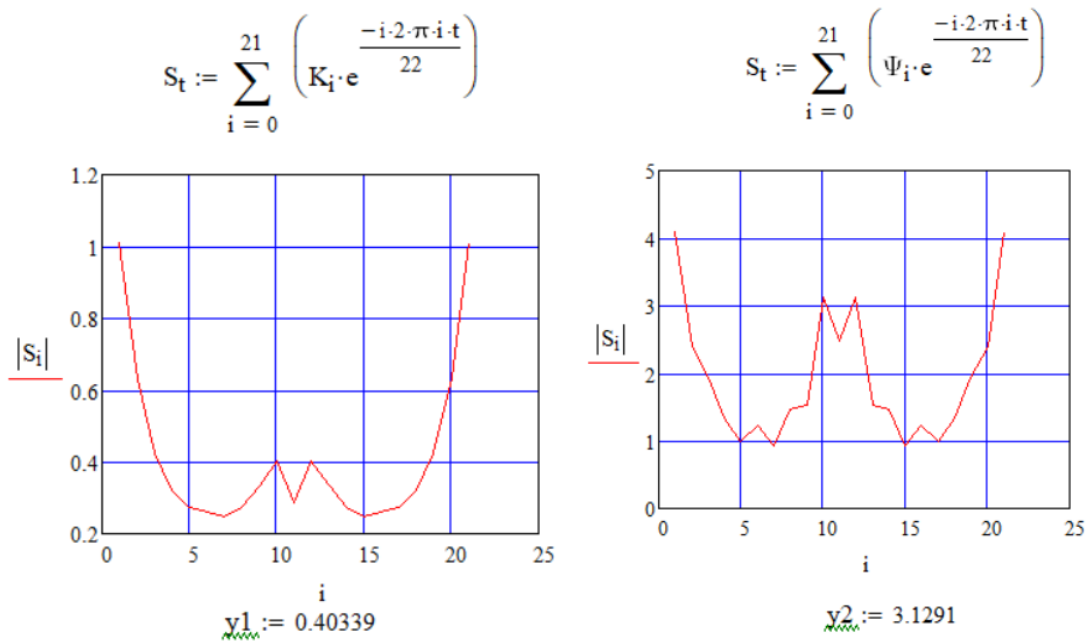 S_t := ∑_{i = 0}^{21} (K_i·e^{\frac{-i·2·π·i·t}{22}})
1.2
1
0.8
0.6
0.4
0.2
|S_i|
0 5 10 15 20 25
i
y1 := 0.40339
S_t := ∑_{i = 0}^{21} (Ψ_i·e^{\frac{-i·2·π·i·t}{22}})
5
4
3
2
1
0
|S_i|
0 5 10 15 20 25
i
y2 := 3.1291